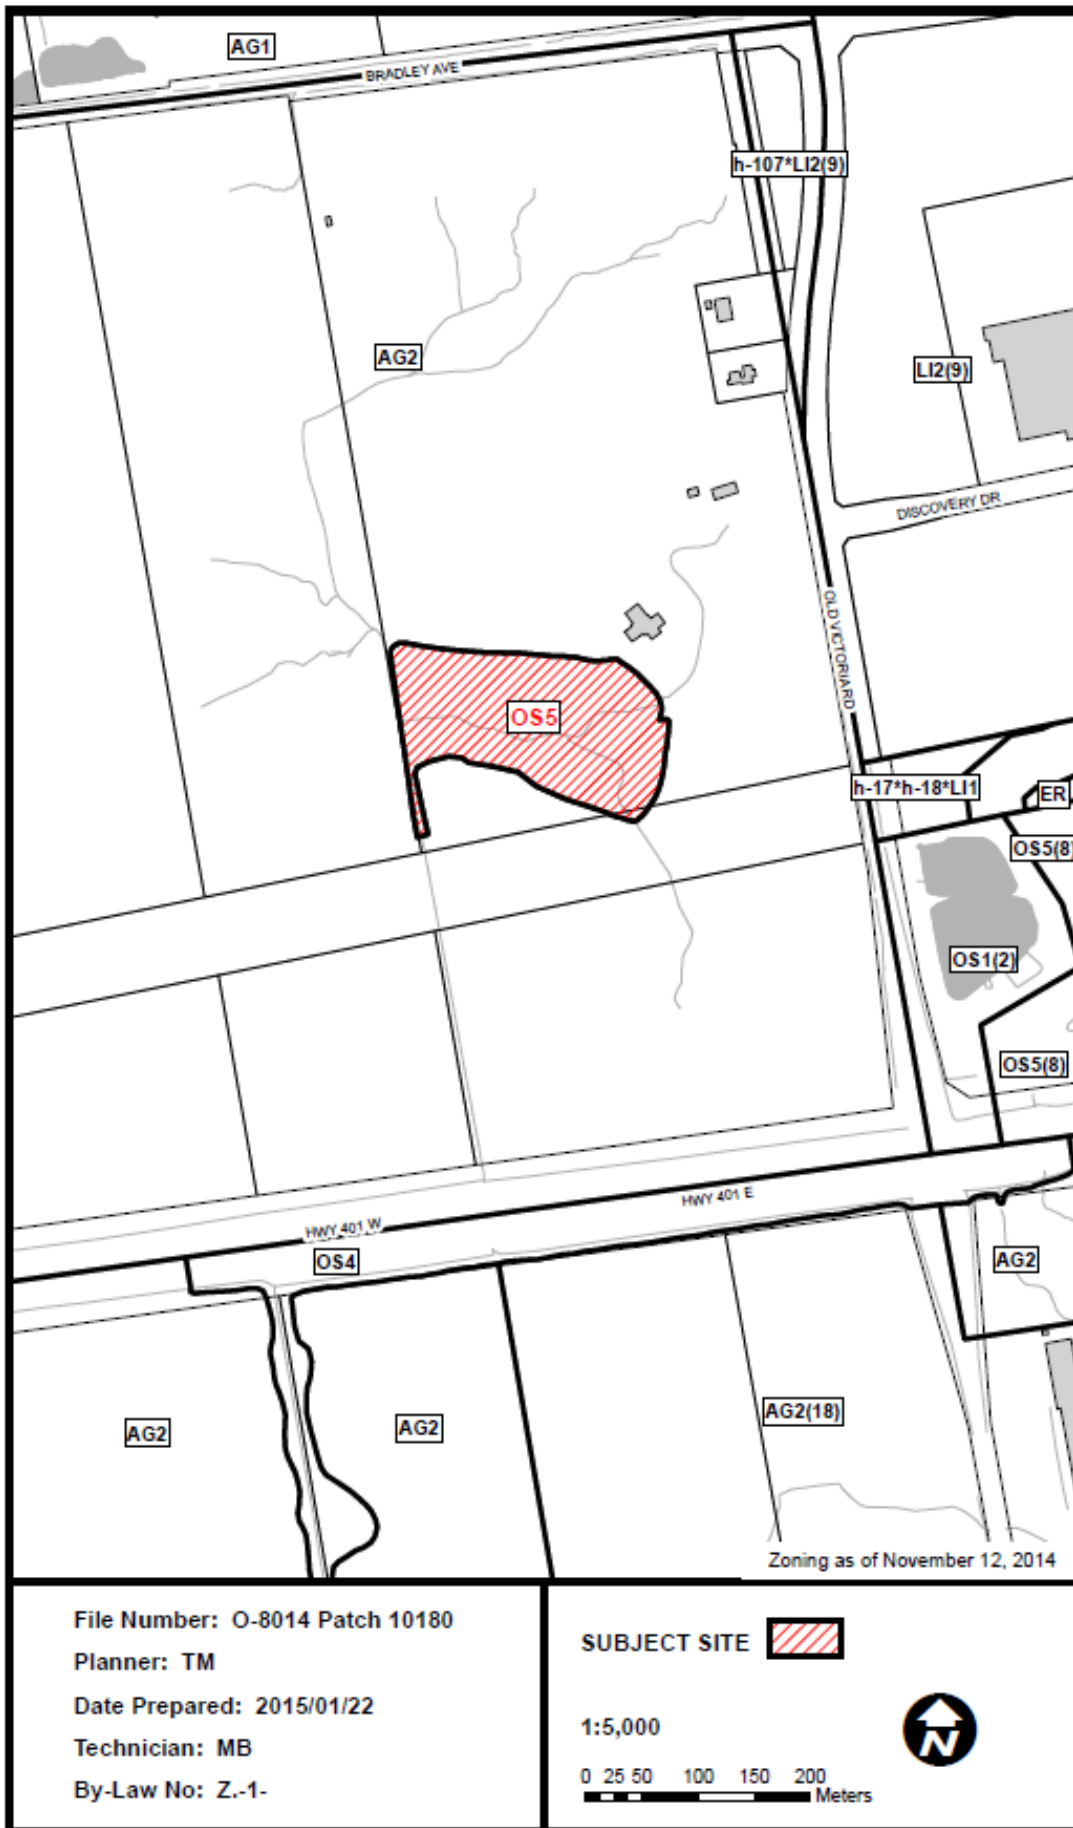 AG1
BRADLEY AVE
h-107*LI2(9)
AG2
LI2(9)
DISCOVERY DR
OLD VICTORIA RD
OS5
h-17*h-18*LI1
ER
OS5(8)
OS1(2)
OS5(8)
HWY 401 E
HWY 401 W
OS4
AG2
AG2(18)
AG2
AG2
Zoning as of November 12, 2014
File Number: O-8014 Patch 10180
Planner: TM
Date Prepared: 2015/01/22
Technician: MB
By-Law No: Z.-1-
SUBJECT SITE
1:5,000
N
0 25 50 100 150 200
Meters